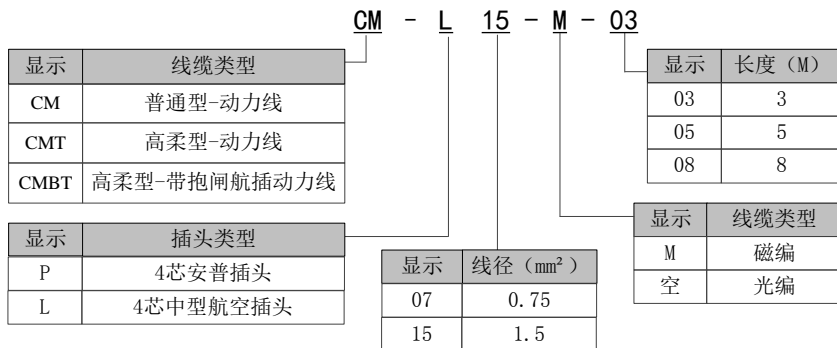 CM - L 15 - M - 03
显示 线缆类型
CM 普通型-动力线
CMT 高柔型-动力线
CMBT 高柔型-带抱闸航插动力线
显示 插头类型
P 4芯安普插头
L 4芯中型航空插头
显示 线径（mm²）
07 0.75
15 1.5
显示 长度（M）
03 3
05 5
08 8
显示 线缆类型
M 磁编
空 光编